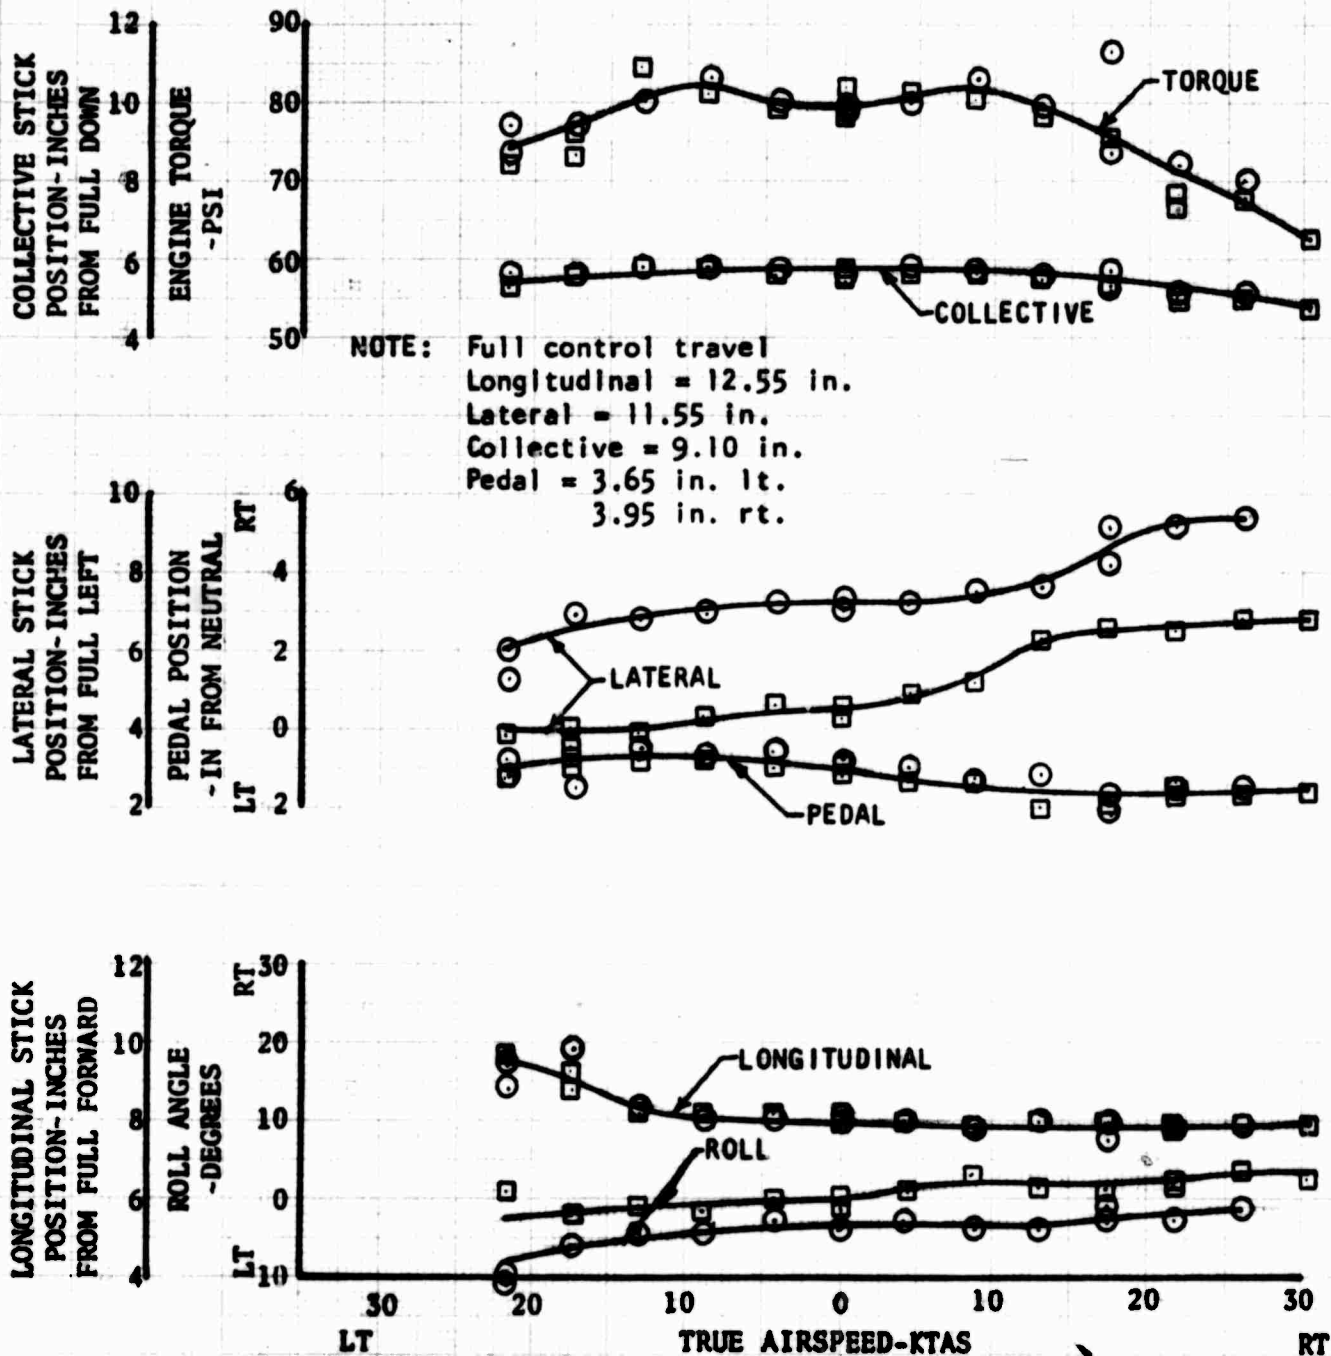 COLLECTIVE STICK
POSITION-INCHES
FROM FULL DOWN
12
10
8
6
4
ENGINE TORQUE
~PSI
90
80
70
60
50
TORQUE
COLLECTIVE
NOTE: Full control travel
Longitudinal = 12.55 in.
Lateral = 11.55 in.
Collective = 9.10 in.
Pedal = 3.65 in. lt.
3.95 in. rt.
LATERAL STICK
POSITION-INCHES
FROM FULL LEFT
10
8
6
4
2
PEDAL POSITION
~IN FROM NEUTRAL
LT RT
6
4
2
0
2
LATERAL
PEDAL
LONGITUDINAL STICK
POSITION-INCHES
FROM FULL FORWARD
12
10
8
6
4
ROLL ANGLE
~DEGREES
LT RT
30
20
10
0
10
LONGITUDINAL
ROLL
30 20 10 0 10 20 30
LT TRUE AIRSPEED-KTAS RT